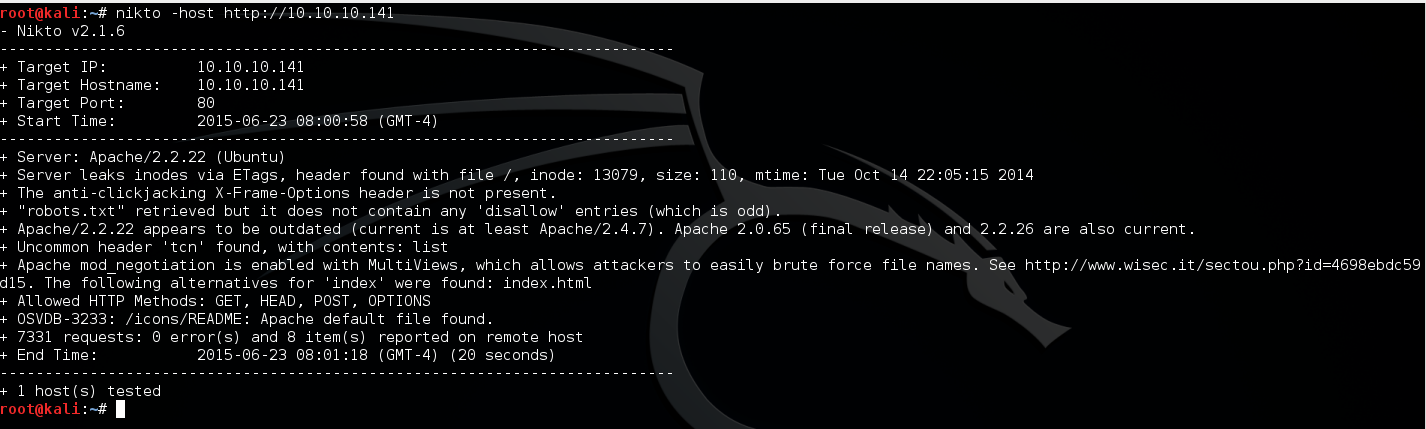 root@kali:~# nikto -host http://10.10.10.141
- Nikto v2.1.6
---------------------------------------------------------------------------
+ Target IP:          10.10.10.141
+ Target Hostname:    10.10.10.141
+ Target Port:        80
+ Start Time:         2015-06-23 08:00:58 (GMT-4)
---------------------------------------------------------------------------
+ Server: Apache/2.2.22 (Ubuntu)
+ Server leaks inodes via ETags, header found with file /, inode: 13079, size: 110, mtime: Tue Oct 14 22:05:15 2014
+ The anti-clickjacking X-Frame-Options header is not present.
+ "robots.txt" retrieved but it does not contain any 'disallow' entries (which is odd).
+ Apache/2.2.22 appears to be outdated (current is at least Apache/2.4.7). Apache 2.0.65 (final release) and 2.2.26 are also current.
+ Uncommon header 'tcn' found, with contents: list
+ Apache mod_negotiation is enabled with MultiViews, which allows attackers to easily brute force file names. See http://www.wisec.it/sectou.php?id=4698ebdc59
d15. The following alternatives for 'index' were found: index.html
+ Allowed HTTP Methods: GET, HEAD, POST, OPTIONS
+ OSVDB-3233: /icons/README: Apache default file found.
+ 7331 requests: 0 error(s) and 8 item(s) reported on remote host
+ End Time:           2015-06-23 08:01:18 (GMT-4) (20 seconds)
---------------------------------------------------------------------------
+ 1 host(s) tested
root@kali:~#